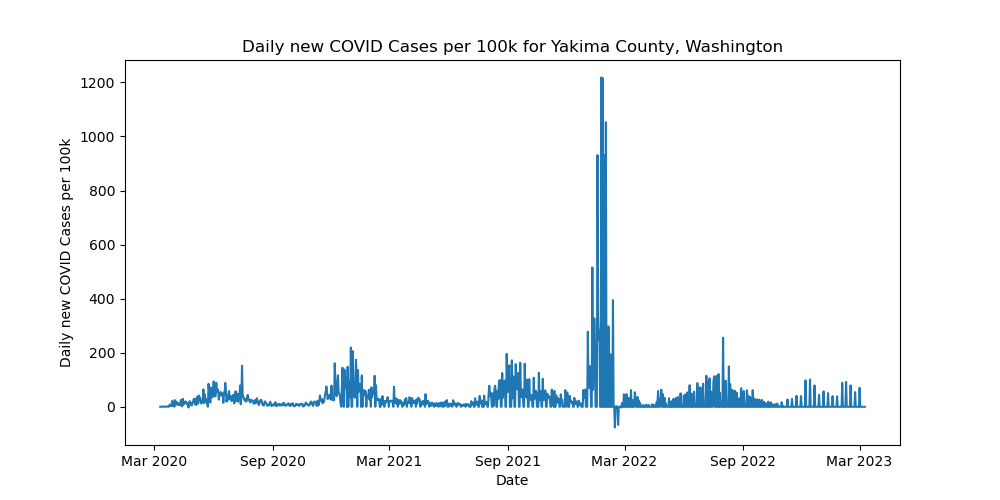 Daily new COVID Cases per 100k for Yakima County, Washington
Daily new COVID Cases per 100k
1200
1000
800
600
400
200
0
Mar 2020 Sep 2020 Mar 2021 Sep 2021 Mar 2022 Sep 2022 Mar 2023
Date